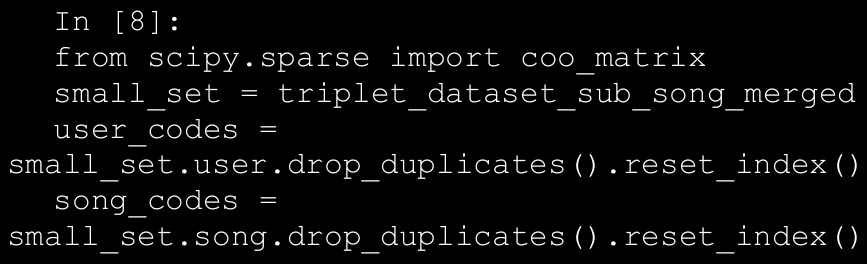 In [8]:
from scipy.sparse import coo_matrix
small_set = triplet_dataset_sub_song_merged
user_codes =
small_set.user.drop_duplicates().reset_index()
song_codes =
small_set.song.drop_duplicates().reset_index()